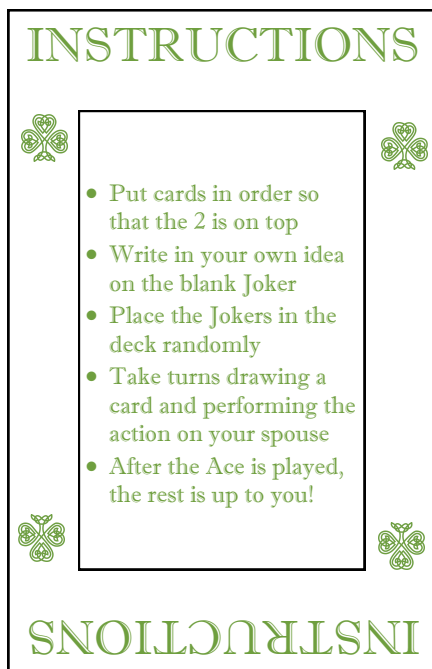 INSTRUCTIONS
• Put cards in order so
that the 2 is on top
• Write in your own idea
on the blank Joker
• Place the Jokers in the
deck randomly
• Take turns drawing a
card and performing the
action on your spouse
• After the Ace is played,
the rest is up to you!
INSTRUCTIONS